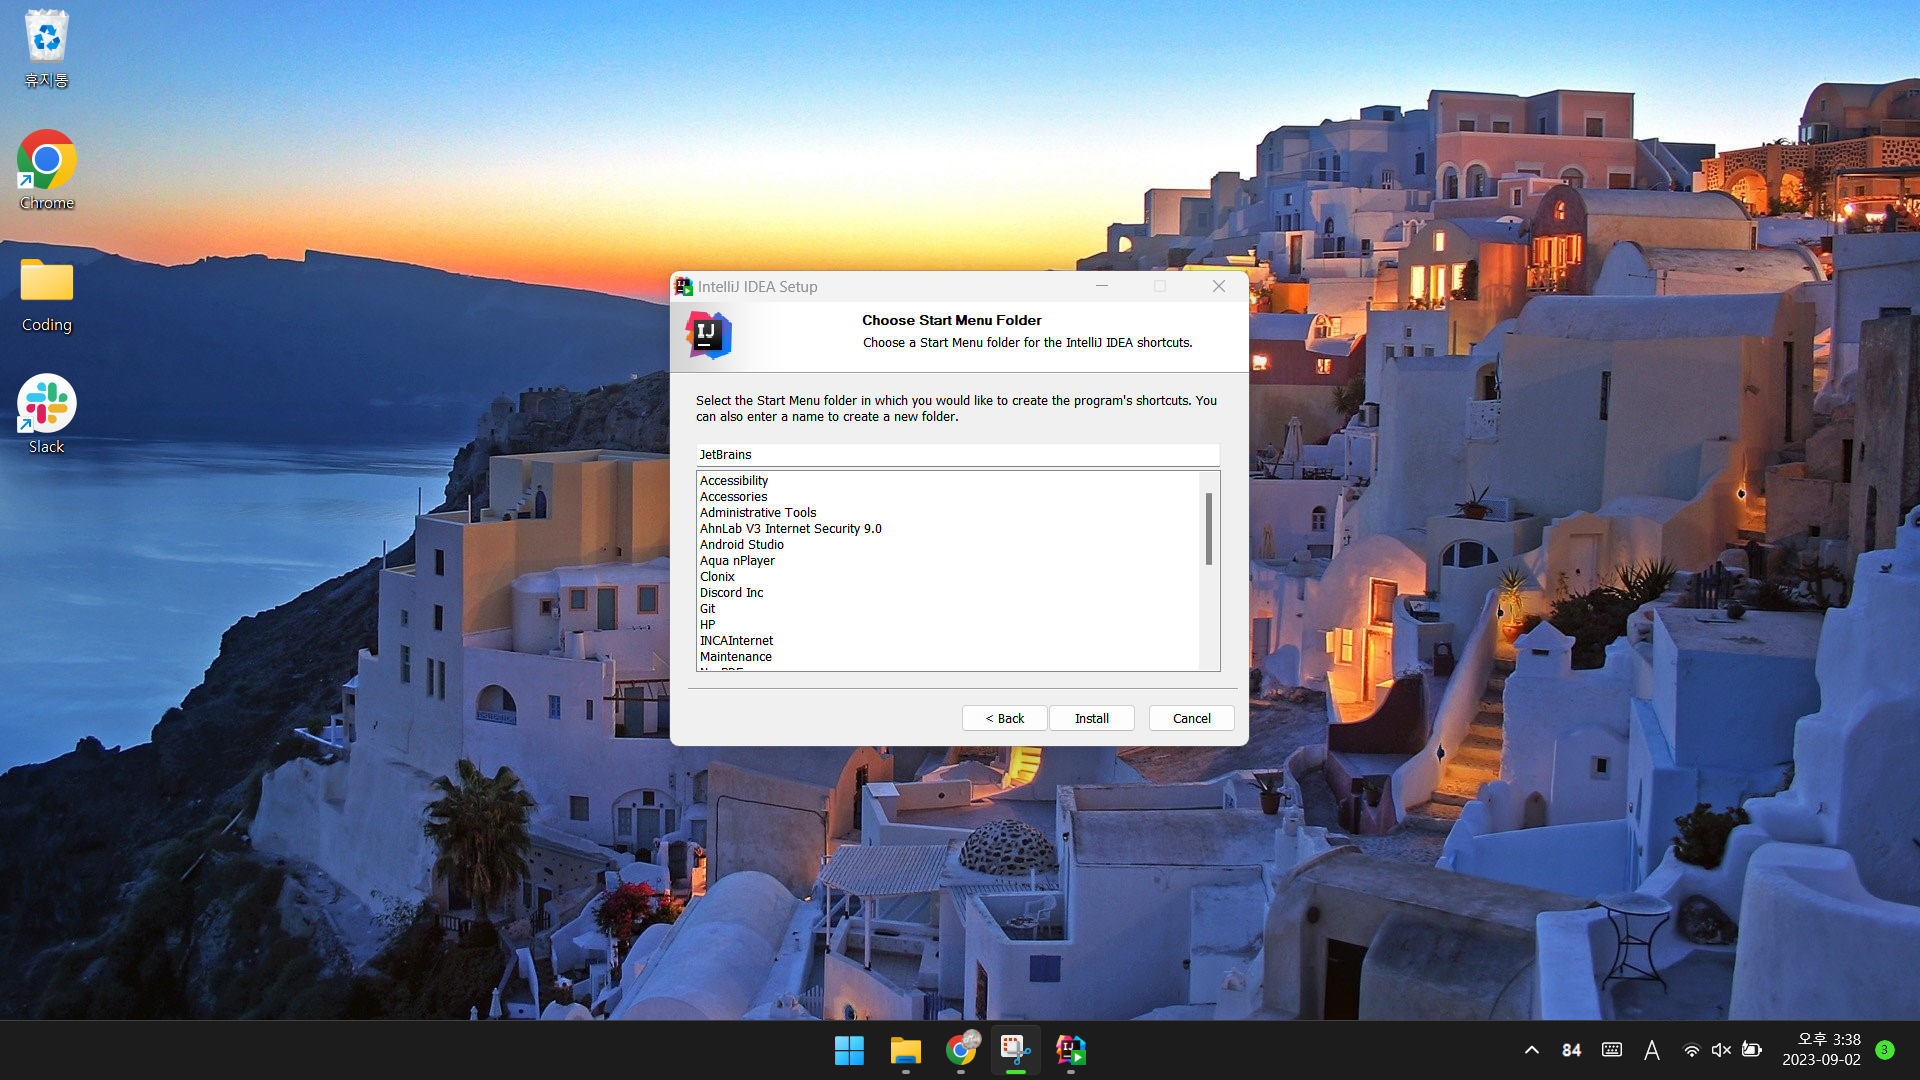 휴지통
Chrome
Coding
Slack
IntelliJ IDEA Setup
IJ
Choose Start Menu Folder
Choose a Start Menu folder for the IntelliJ IDEA shortcuts.
Select the Start Menu folder in which you would like to create the program's shortcuts. You
can also enter a name to create a new folder.
JetBrains
Accessibility
Accessories
Administrative Tools
AhnLab V3 Internet Security 9.0
Android Studio
Aqua nPlayer
Clonix
Discord Inc
Git
HP
INCAInternet
Maintenance
< Back
Install
Cancel
84
A
오후 3:38
2023-09-02
3